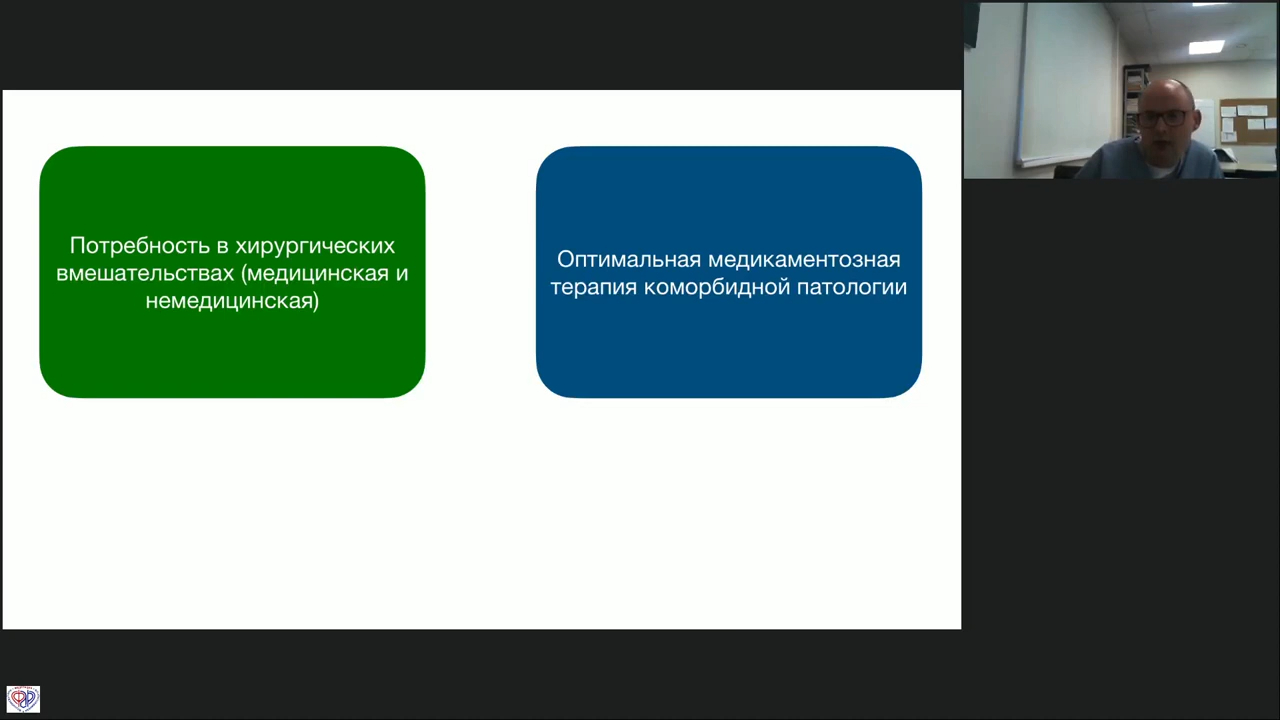 Потребность в хирургических
вмешательствах (медицинская и
немедицинская)
Оптимальная медикаментозная
терапия коморбидной патологии